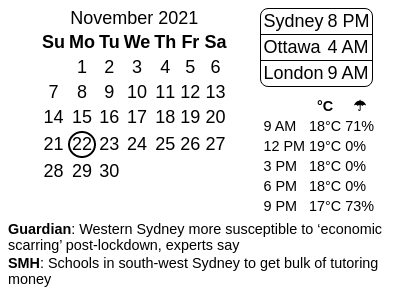 November 2021
Su Mo Tu We Th Fr Sa
1 2 3 4 5 6
7 8 9 10 11 12 13
14 15 16 17 18 19 20
21 22 23 24 25 26 27
28 29 30
Sydney 8 PM
Ottawa 4 AM
London 9 AM
°C ☂
9 AM 18°C 71%
12 PM 19°C 0%
3 PM 18°C 0%
6 PM 18°C 0%
9 PM 17°C 73%
Guardian: Western Sydney more susceptible to ‘economic
scarring’ post-lockdown, experts say
SMH: Schools in south-west Sydney to get bulk of tutoring
money